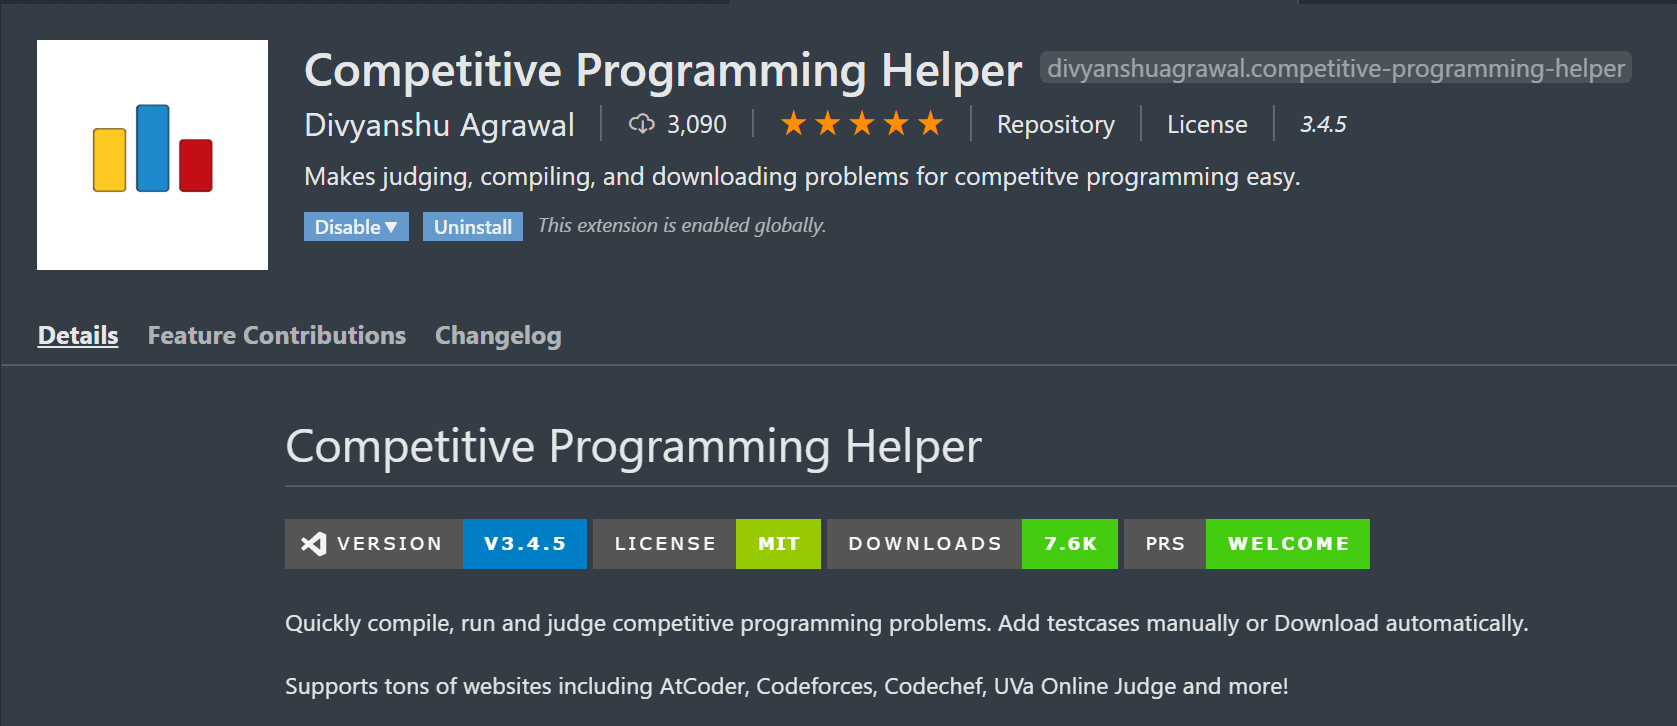 Competitive Programming Helper divyanshuagrawal.competitive-programming-helper
Divyanshu Agrawal 3,090 ★★★★★ Repository License 3.4.5
Makes judging, compiling, and downloading problems for competitve programming easy.
Disable▼ Uninstall This extension is enabled globally.
Details Feature Contributions Changelog
Competitive Programming Helper
VERSION V3.4.5 LICENSE MIT DOWNLOADS 7.6K PRS WELCOME
Quickly compile, run and judge competitive programming problems. Add testcases manually or Download automatically.
Supports tons of websites including AtCoder, Codeforces, Codechef, UVa Online Judge and more!